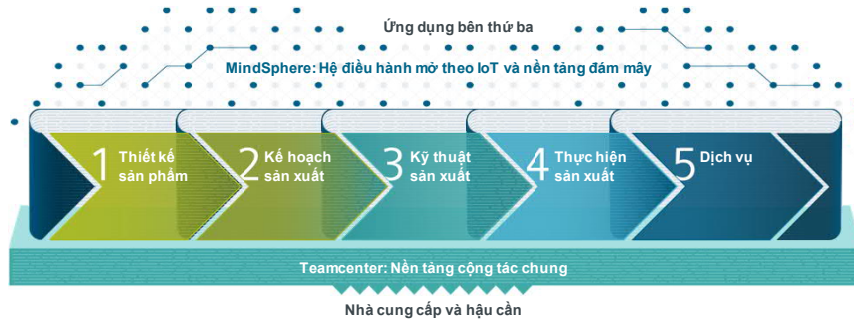 Ứng dụng bên thứ ba
MindSphere: Hệ điều hành mở theo IoT và nền tảng đám mây
1 Thiết kế
sản phẩm
2 Kế hoạch
sản xuất
3 Kỹ thuật
sản xuất
4 Thực hiện
sản xuất
5 Dịch vụ
Teamcenter: Nền tảng cộng tác chung
Nhà cung cấp và hậu cần